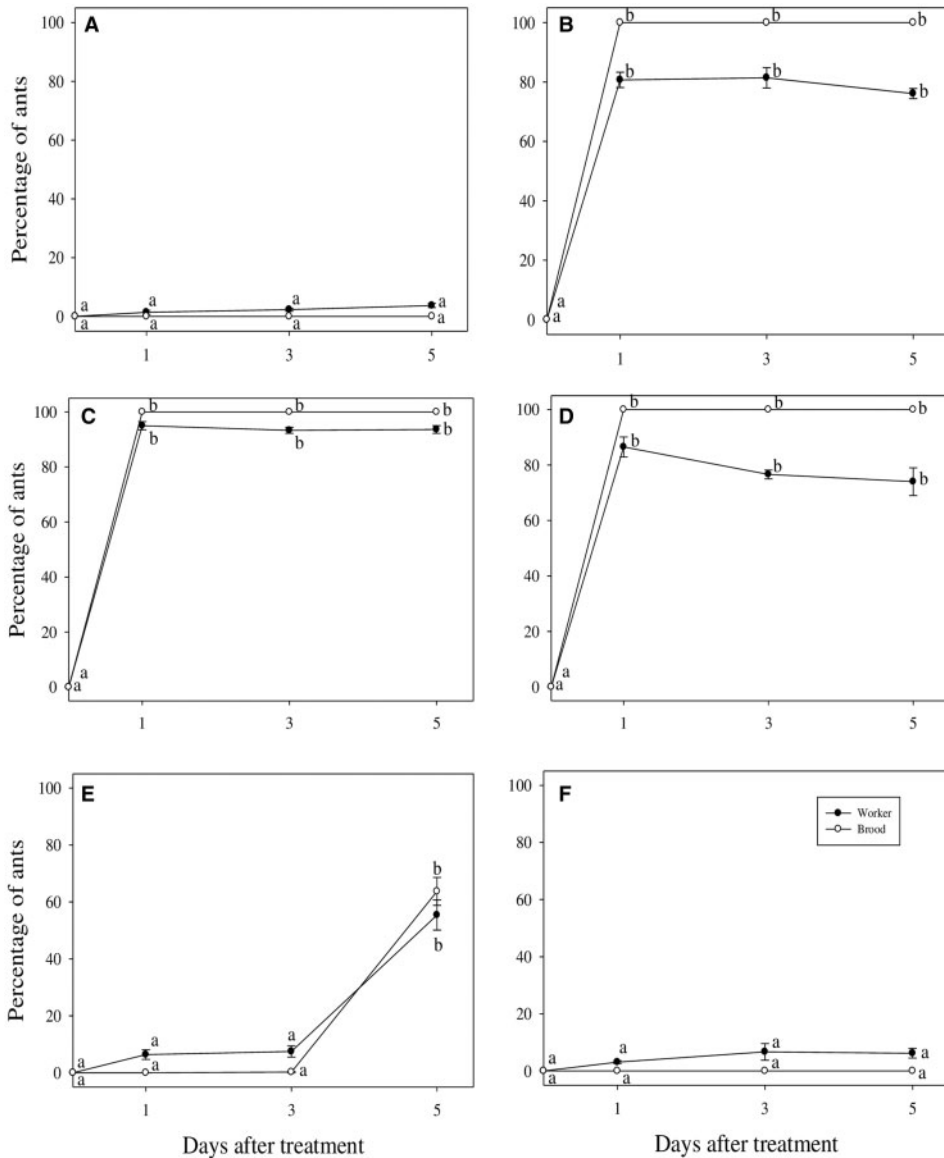 A
100
80
60
40
20
0
Percentage of ants
a a a a
a a a a
1 3 5
B
100
80
60
40
20
0
b b b
b b b
a
a
1 3 5
C
100
80
60
40
20
0
Percentage of ants
b b b
b b b
a
a
1 3 5
D
100
80
60
40
20
0
b b b
b b b
a
a
1 3 5
E
100
80
60
40
20
0
Percentage of ants
b
b
a a a
a a a
1 3 5
Days after treatment
F
100
80
60
40
20
0
Worker
Brood
a a a a
a a a a
1 3 5
Days after treatment